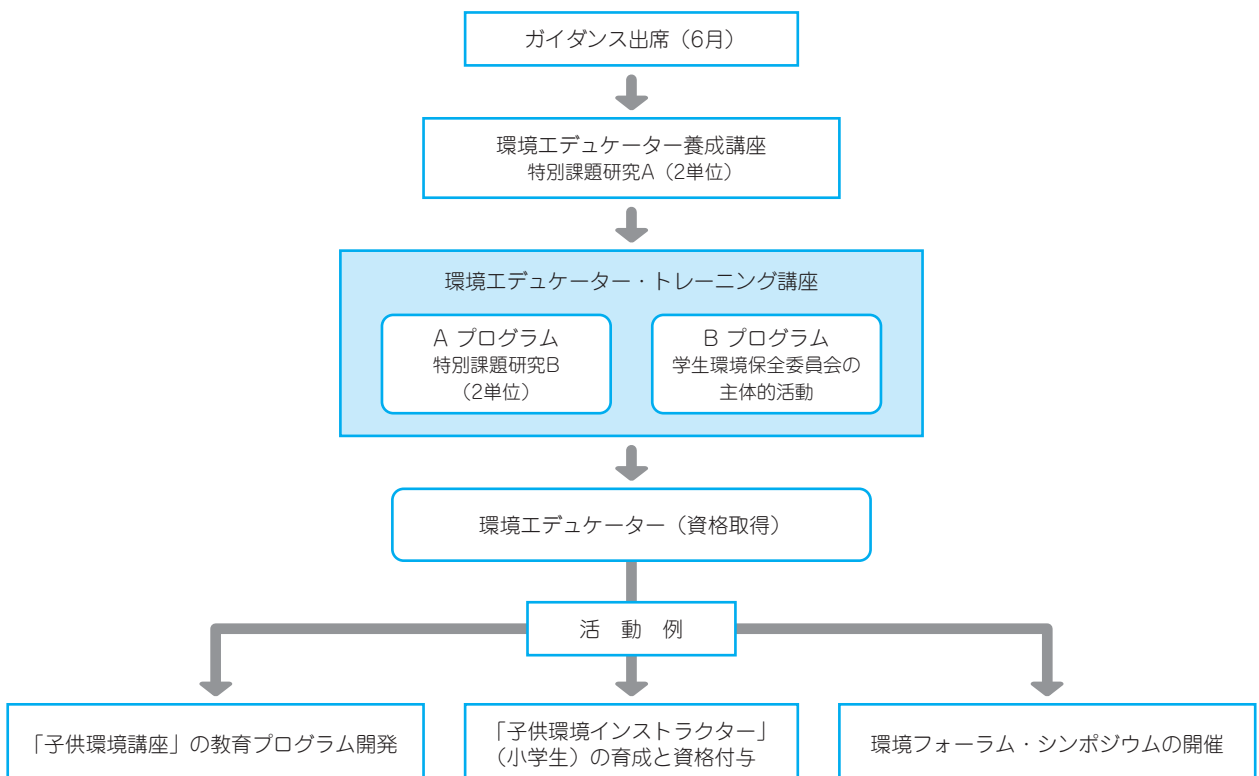 ガイダンス出席（6月）
環境エデュケーター養成講座
特別課題研究A（2単位）
環境エデュケーター・トレーニング講座
A プログラム
特別課題研究B
（2単位）
B プログラム
学生環境保全委員会の
主体的活動
環境エデュケーター（資格取得）
活　動　例
「子供環境講座」の教育プログラム開発
「子供環境インストラクター」
（小学生）の育成と資格付与
環境フォーラム・シンポジウムの開催